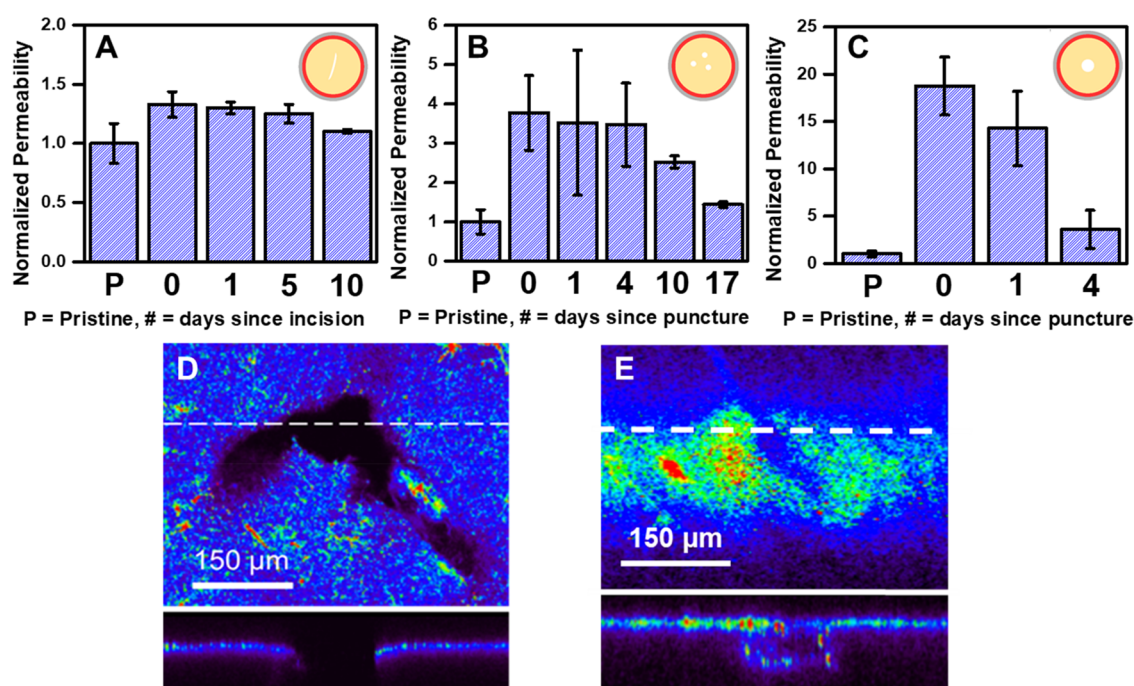 A
Normalized Permeability
2.0
1.5
1.0
0.5
0.0
P 0 1 5 10
P = Pristine, # = days since incision
B
Normalized Permeability
6
5
4
3
2
1
0
P 0 1 4 10 17
P = Pristine, # = days since puncture
C
Normalized Permeability
25
20
15
10
5
0
P 0 1 4
P = Pristine, # = days since puncture
D
150 μm
E
150 μm